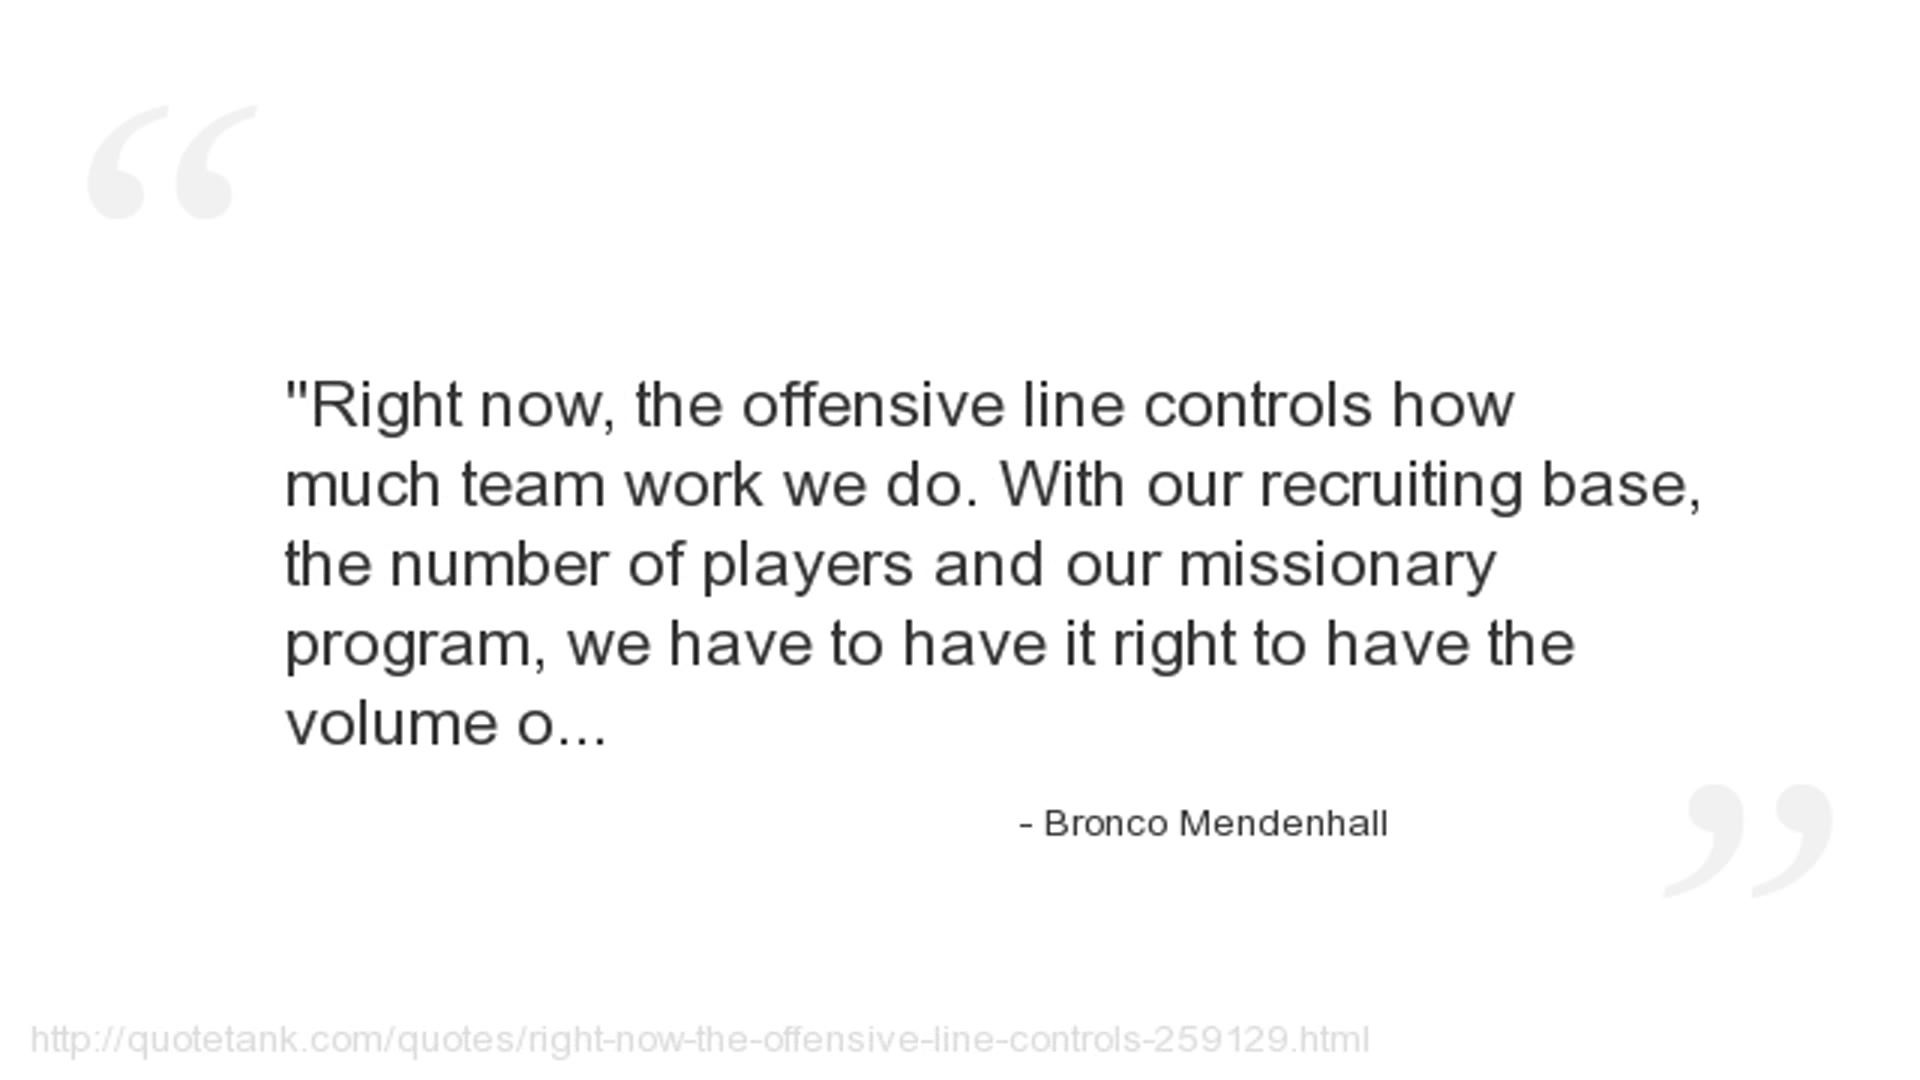 "Right now, the offensive line controls how
much team work we do. With our recruiting base,
the number of players and our missionary
program, we have to have it right to have the
volume o...
- Bronco Mendenhall
http://quotetank.com/quotes/right-now-the-offensive-line-controls-259129.html